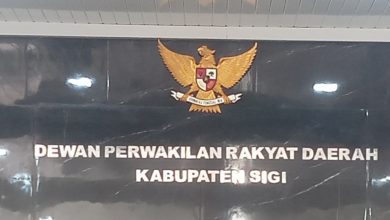 DEWAN PERWAKILAN RAKYAT DAERAH
KABUPATEN SIGI